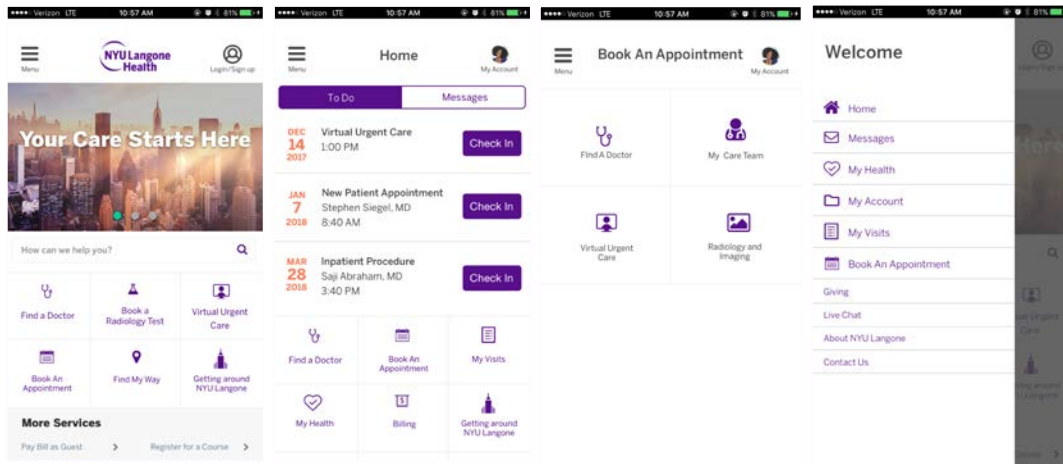 Verizon LTE 10:57 AM 81%
Menu
NYU Langone
Health
Login/Sign up
Your Care Starts Here
How can we help you?
Find a Doctor
Book a
Radiology Test
Virtual Urgent
Care
Book An
Appointment
Find My Way
Getting around
NYU Langone
More Services
Pay Bill as Guest
Register for a Course
Verizon LTE 10:57 AM 81%
Menu
Home
My Account
To Do
Messages
DEC
14
2017
Virtual Urgent Care
1:00 PM
Check In
JAN
7
2018
New Patient Appointment
Stephen Siegel, MD
8:40 AM
Check In
MAR
28
2018
Inpatient Procedure
Saji Abraham, MD
3:40 PM
Check In
Find a Doctor
Book An
Appointment
My Visits
My Health
Billing
Getting around
NYU Langone
Verizon LTE 10:57 AM 81%
Menu
Book An Appointment
My Account
Find A Doctor
My Care Team
Virtual Urgent
Care
Radiology and
Imaging
Verizon LTE 10:57 AM 81%
Welcome
Home
Messages
My Health
My Account
My Visits
Book An Appointment
Giving
Live Chat
About NYU Langone
Contact Us
Login/Sign up
Here